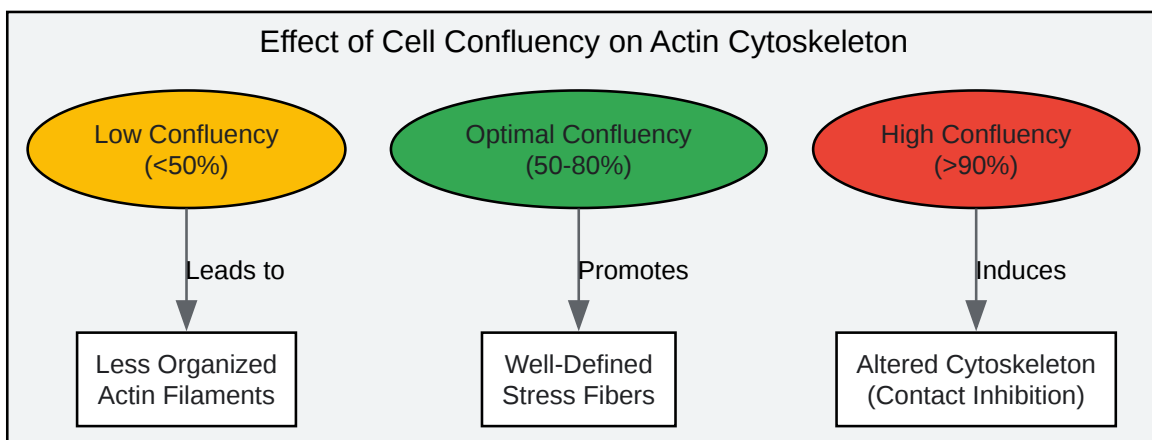 Effect of Cell Confluency on Actin Cytoskeleton
Low Confluency
(<50%)
Optimal Confluency
(50-80%)
High Confluency
(>90%)
Leads to
Promotes
Induces
Less Organized
Actin Filaments
Well-Defined
Stress Fibers
Altered Cytoskeleton
(Contact Inhibition)